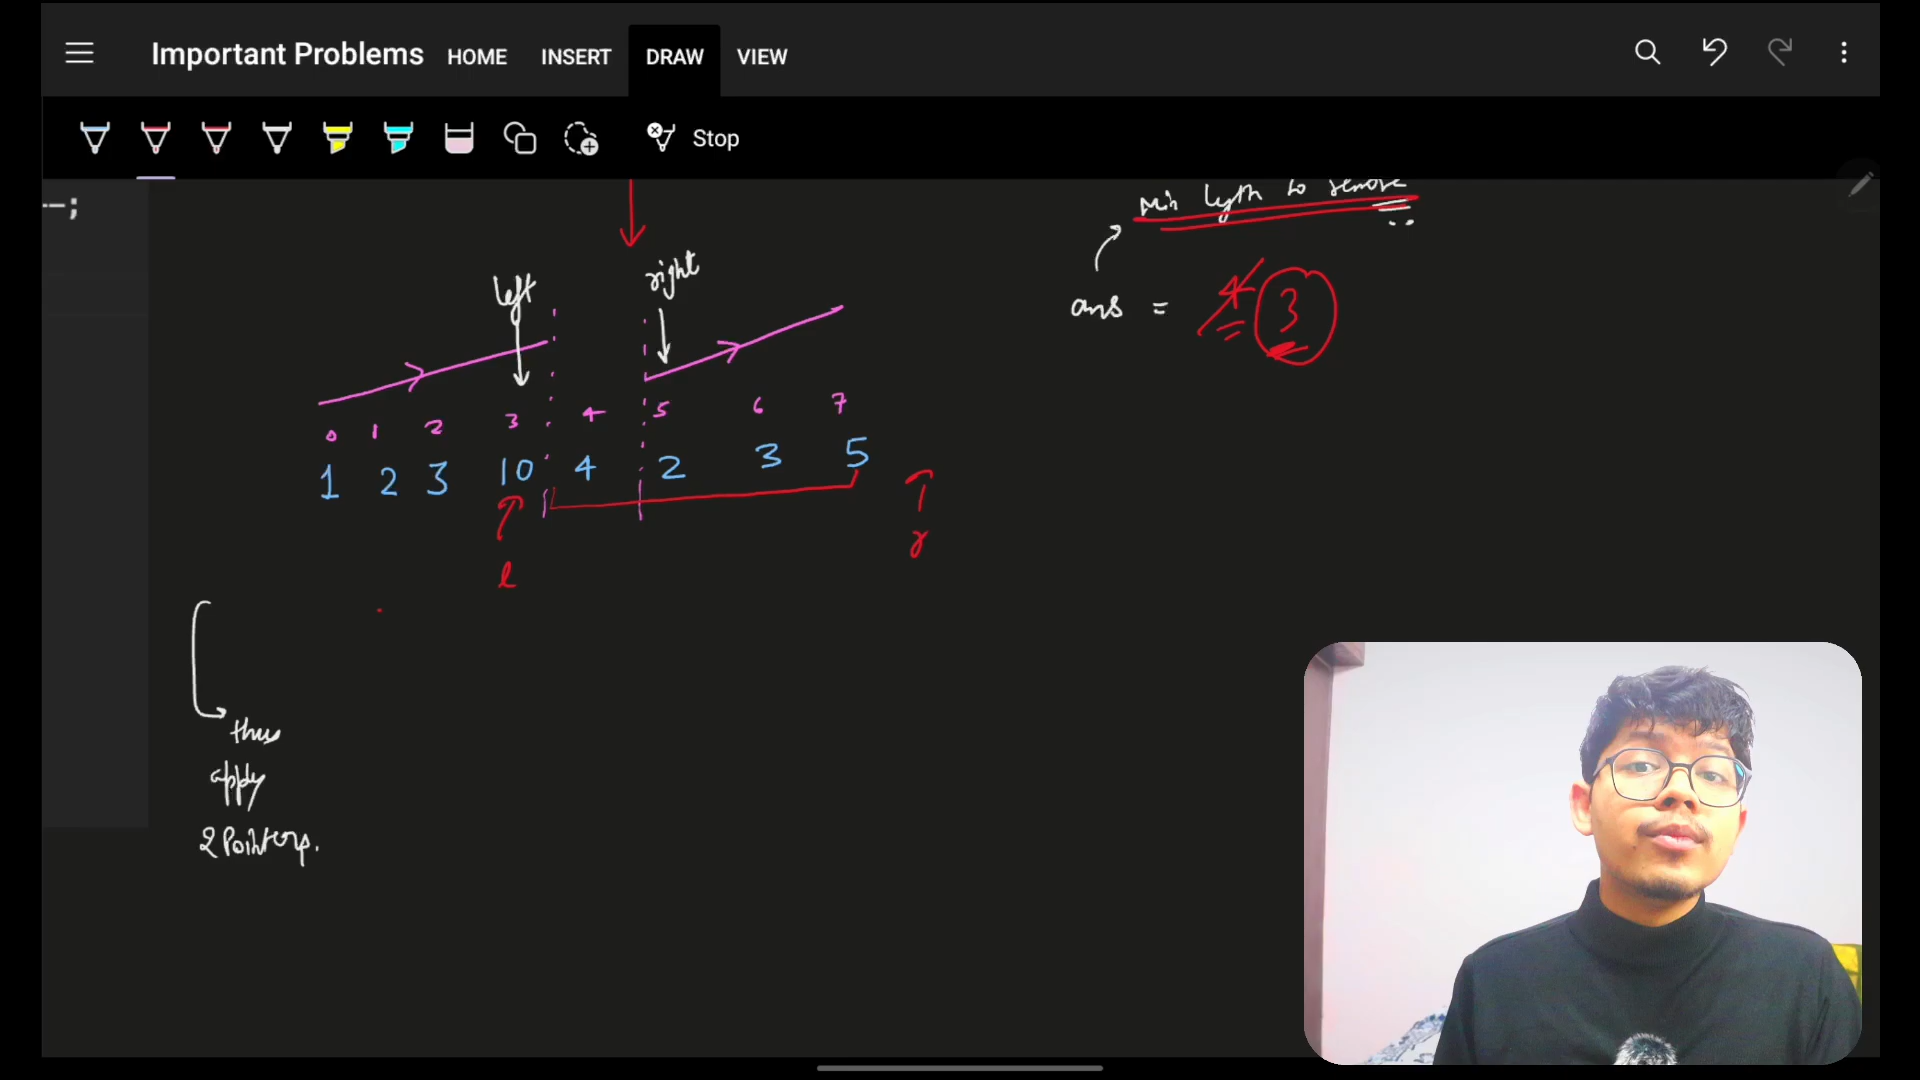 Important Problems HOME INSERT DRAW VIEW
Stop
--;
min lgth to remove
left right
ans = 4 3
0 1 2 3 4 5 6 7
1 2 3 10 4 2 3 5
l r
thus
apply
2 Pointers.